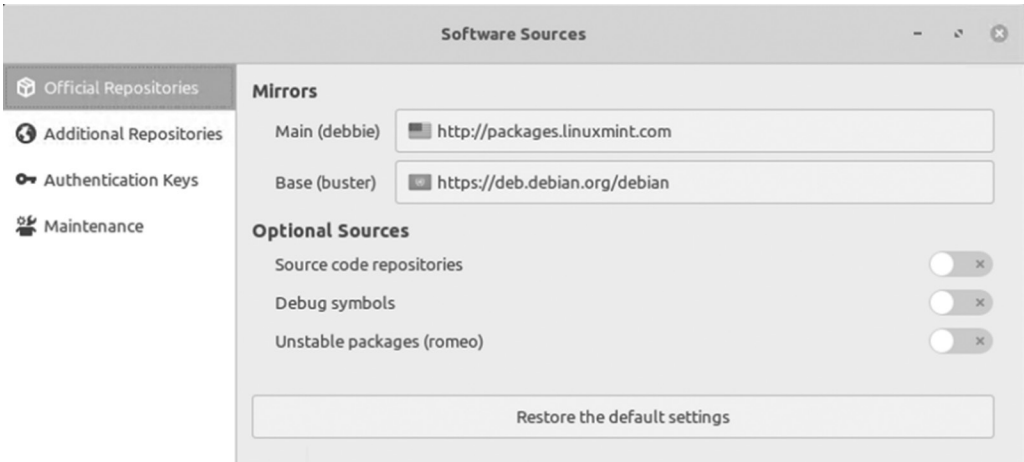 Software Sources
Official Repositories
Additional Repositories
Authentication Keys
Maintenance
Mirrors
Main (debbie) http://packages.linuxmint.com
Base (buster) https://deb.debian.org/debian
Optional Sources
Source code repositories
Debug symbols
Unstable packages (romeo)
Restore the default settings